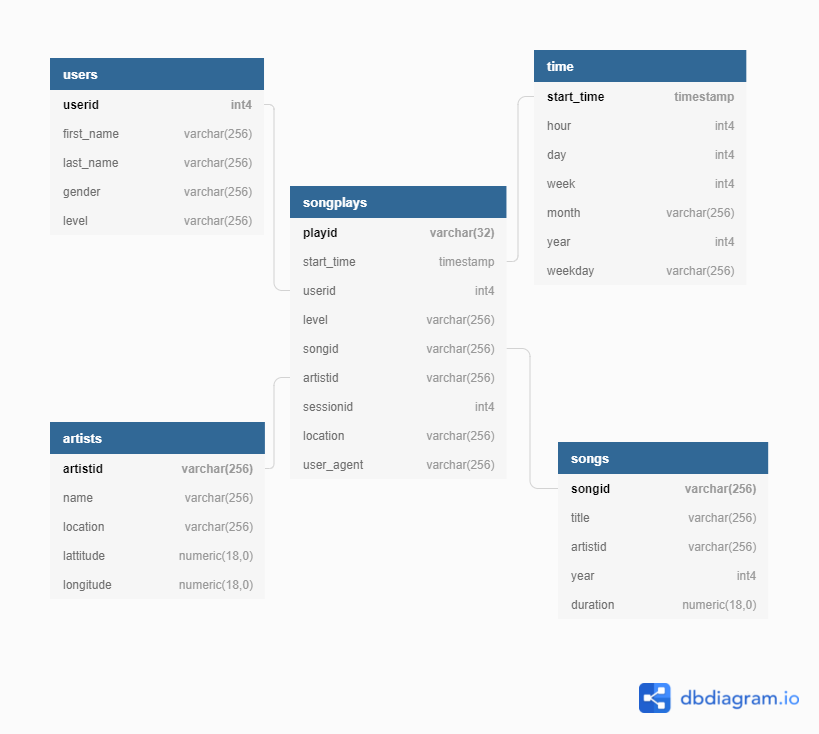 users
userid int4
first_name varchar(256)
last_name varchar(256)
gender varchar(256)
level varchar(256)
time
start_time timestamp
hour int4
day int4
week int4
month varchar(256)
year int4
weekday varchar(256)
songplays
playid varchar(32)
start_time timestamp
userid int4
level varchar(256)
songid varchar(256)
artistid varchar(256)
sessionid int4
location varchar(256)
user_agent varchar(256)
artists
artistid varchar(256)
name varchar(256)
location varchar(256)
lattitude numeric(18,0)
longitude numeric(18,0)
songs
songid varchar(256)
title varchar(256)
artistid varchar(256)
year int4
duration numeric(18,0)
dbdiagram.io